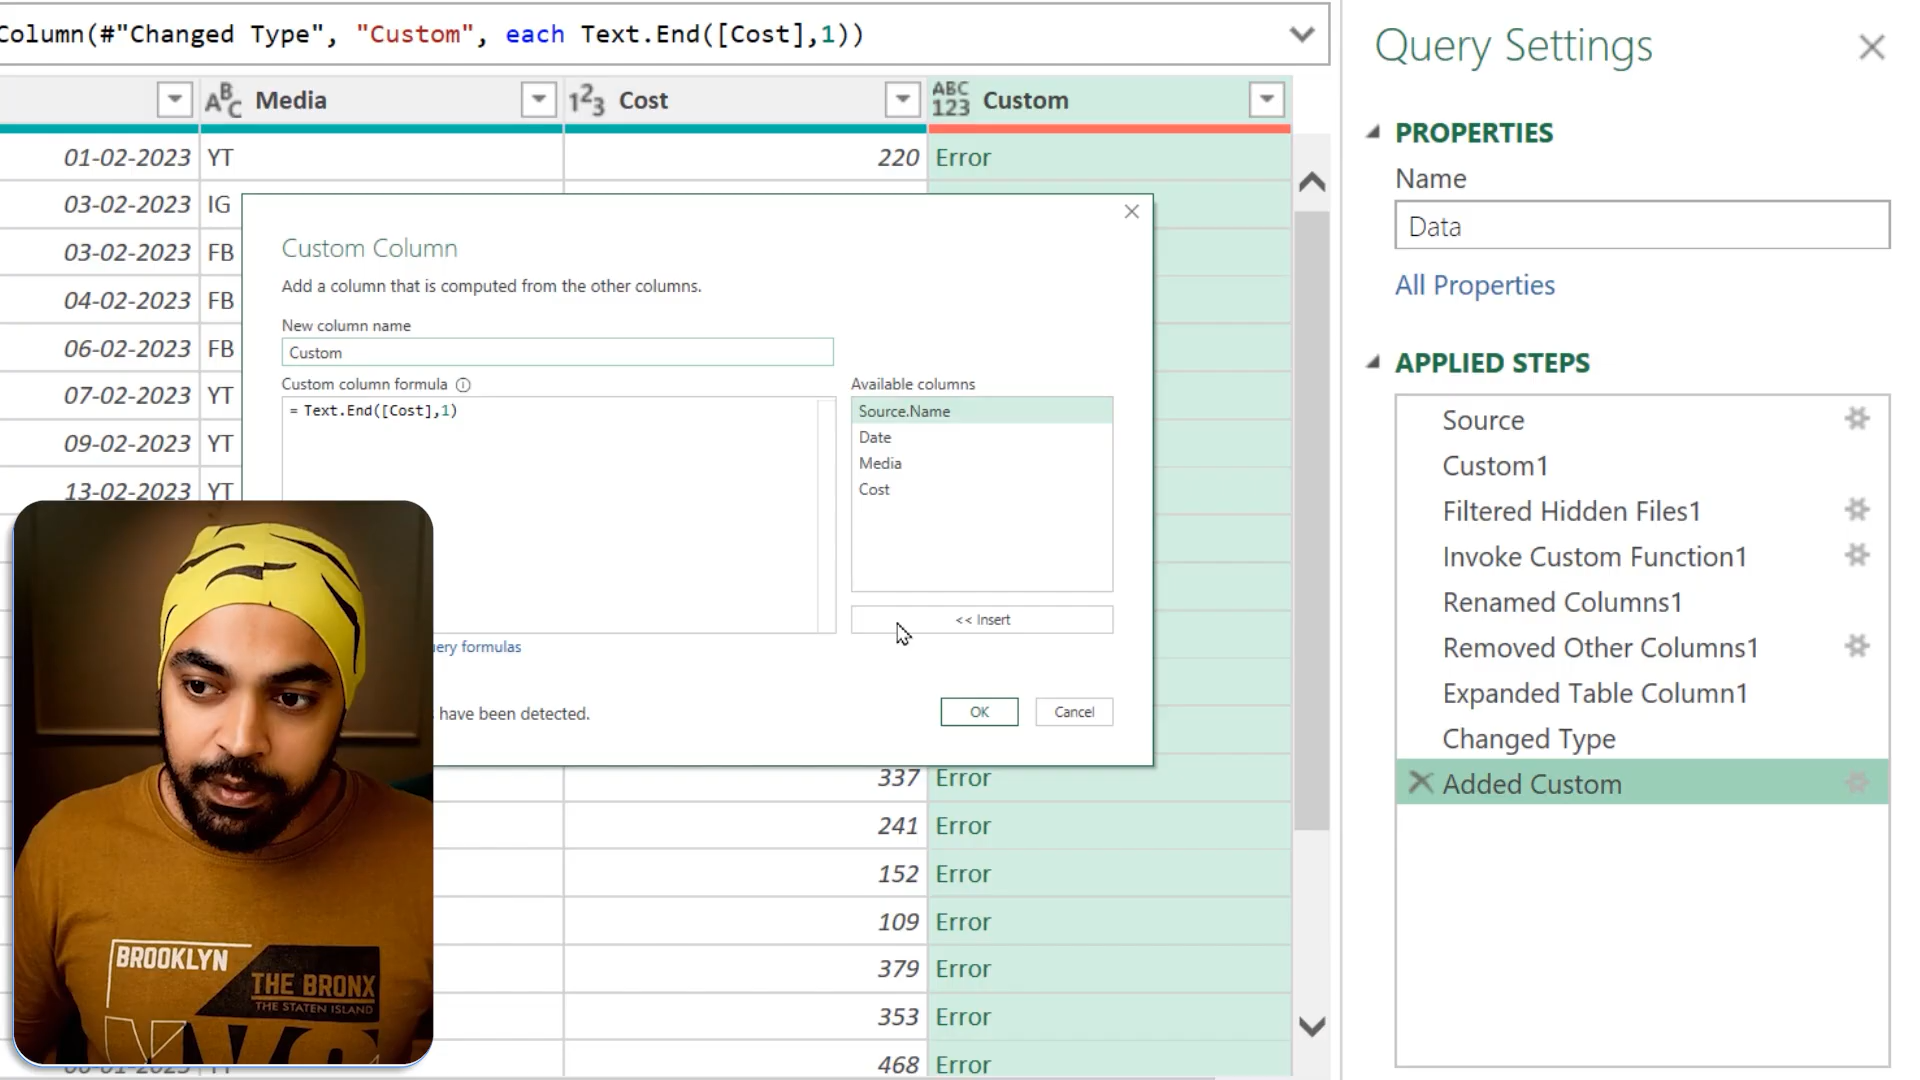 Column(#"Changed Type", "Custom", each Text.End([Cost],1))
ABC Media
123 Cost
ABC 123 Custom
01-02-2023 YT 220 Error
03-02-2023 IG
03-02-2023 FB
04-02-2023 FB
06-02-2023 FB
07-02-2023 YT
09-02-2023 YT
13-02-2023 YT
337 Error
241 Error
152 Error
109 Error
379 Error
353 Error
468 Error
Custom Column
Add a column that is computed from the other columns.
New column name
Custom
Custom column formula
= Text.End([Cost],1)
Available columns
Source.Name
Date
Media
Cost
<< Insert
uery formulas
have been detected.
OK
Cancel
BROOKLYN
THE BRONX
THE STATEN ISLAND
Query Settings
PROPERTIES
Name
Data
All Properties
APPLIED STEPS
Source
Custom1
Filtered Hidden Files1
Invoke Custom Function1
Renamed Columns1
Removed Other Columns1
Expanded Table Column1
Changed Type
Added Custom